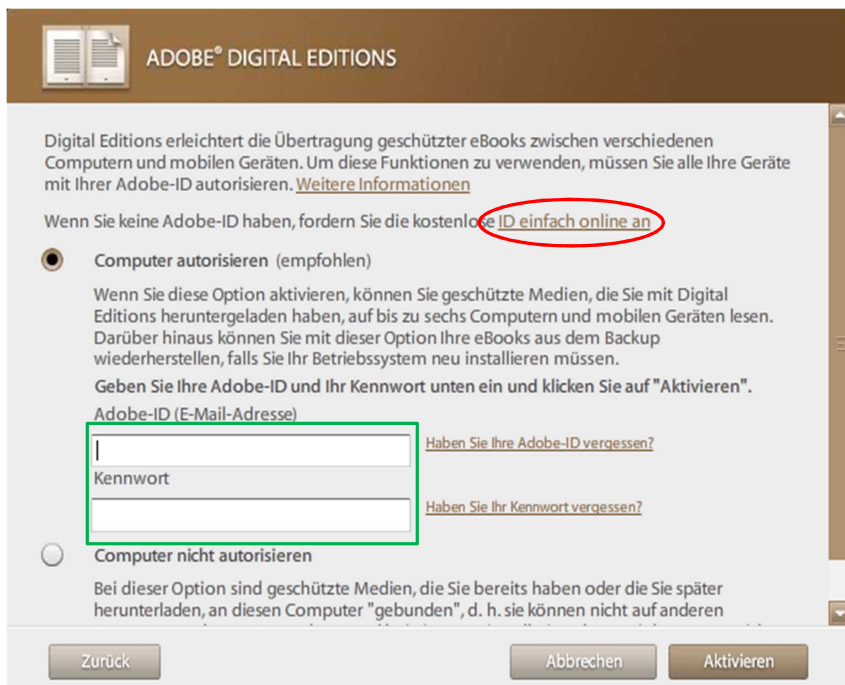 ADOBE® DIGITAL EDITIONS
Digital Editions erleichtert die Übertragung geschützter eBooks zwischen verschiedenen
Computern und mobilen Geräten. Um diese Funktionen zu verwenden, müssen Sie alle Ihre Geräte
mit Ihrer Adobe-ID autorisieren. Weitere Informationen
Wenn Sie keine Adobe-ID haben, fordern Sie die kostenlose ID einfach online an
Computer autorisieren (empfohlen)
Wenn Sie diese Option aktivieren, können Sie geschützte Medien, die Sie mit Digital
Editions heruntergeladen haben, auf bis zu sechs Computern und mobilen Geräten lesen.
Darüber hinaus können Sie mit dieser Option Ihre eBooks aus dem Backup
wiederherstellen, falls Sie Ihr Betriebssystem neu installieren müssen.
Geben Sie Ihre Adobe-ID und Ihr Kennwort unten ein und klicken Sie auf "Aktivieren".
Adobe-ID (E-Mail-Adresse)
Haben Sie Ihre Adobe-ID vergessen?
Kennwort
Haben Sie Ihr Kennwort vergessen?
Computer nicht autorisieren
Bei dieser Option sind geschützte Medien, die Sie bereits haben oder die Sie später
herunterladen, an diesen Computer "gebunden", d. h. sie können nicht auf anderen
Zurück Abbrechen Aktivieren